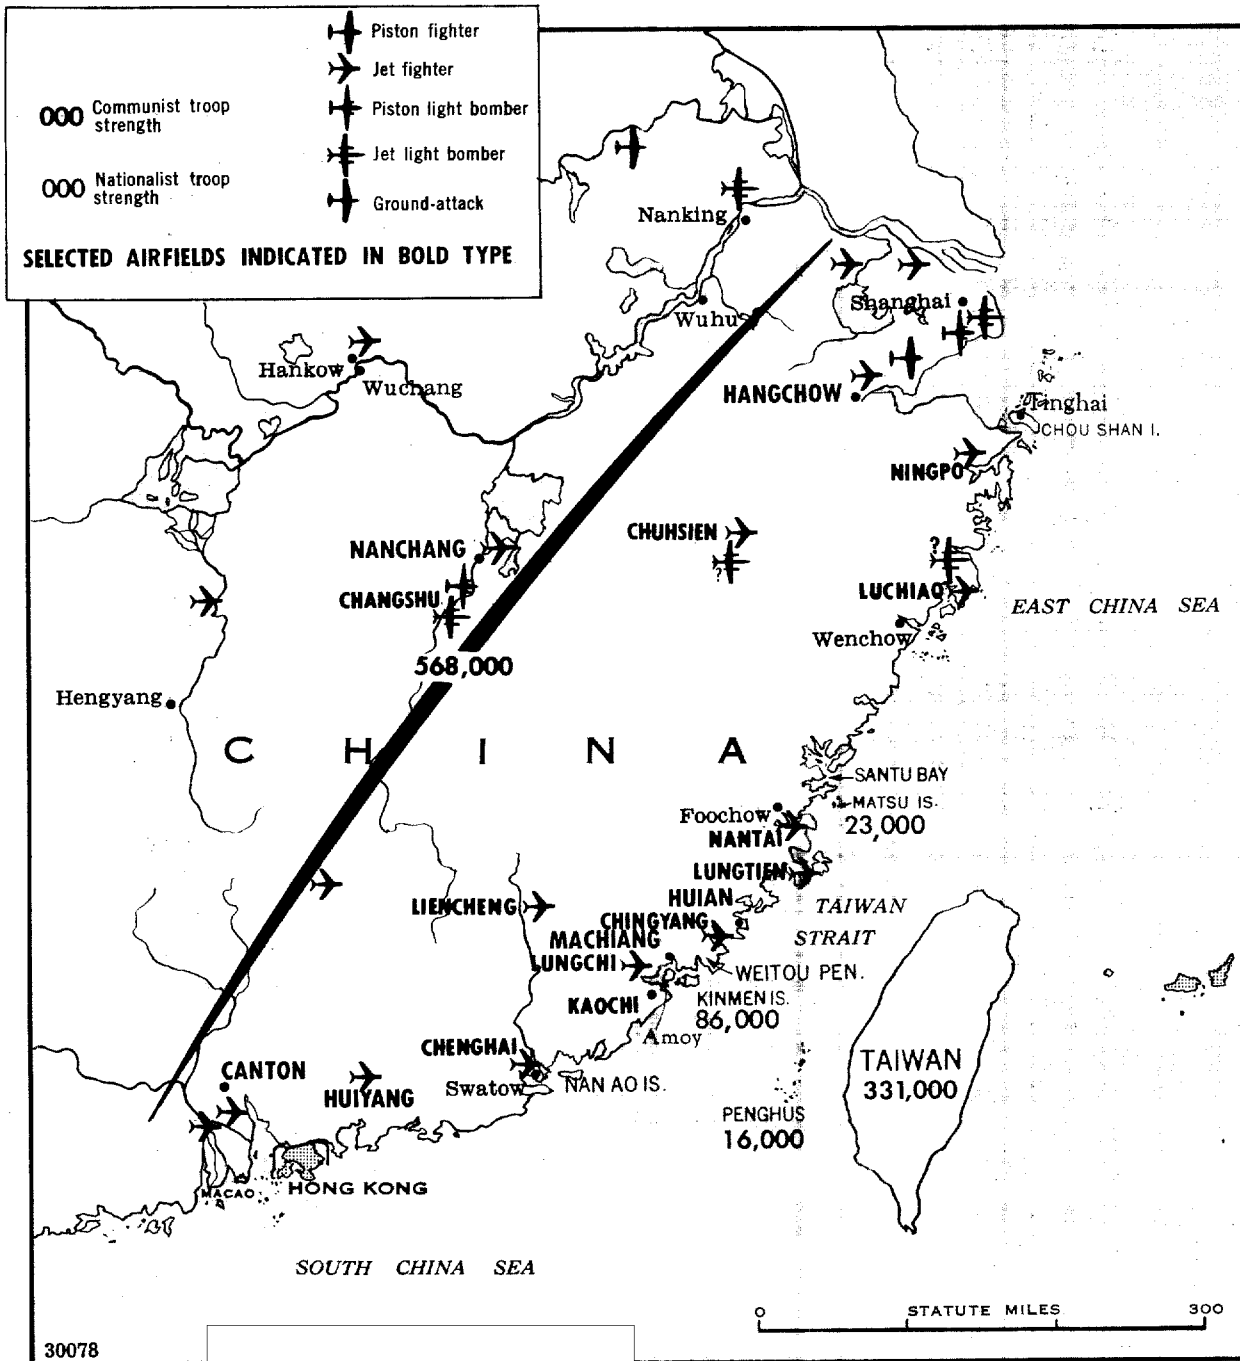 Piston fighter
Jet fighter
Piston light bomber
Jet light bomber
Ground-attack
000 Communist troop
strength
000 Nationalist troop
strength
SELECTED AIRFIELDS INDICATED IN BOLD TYPE
Nanking
Wuhu
Shanghai
Hankow
Wuchang
HANGCHOW
Tinghai
CHOU SHAN I.
NINGPO
CHUHSIEN
?
NANCHANG
?
CHANGSHU
LUCHIAO
EAST CHINA SEA
Wenchow
568,000
Hengyang
CHINA
SANTU BAY
MATSU IS.
23,000
Foochow
NANTAI
LUNGTIEN
HUIAN
LIENCHENG
TAIWAN
STRAIT
CHINGYANG
MACHIANG
LUNGCHI
WEITOU PEN.
KAOCHI
KINMEN IS.
86,000
Amoy
CHENGHAI
CANTON
HUIYANG
Swatow
NAN AO IS.
TAIWAN
331,000
PENGHUS
16,000
MACAO
HONG KONG
SOUTH CHINA SEA
0 STATUTE MILES 300
30078